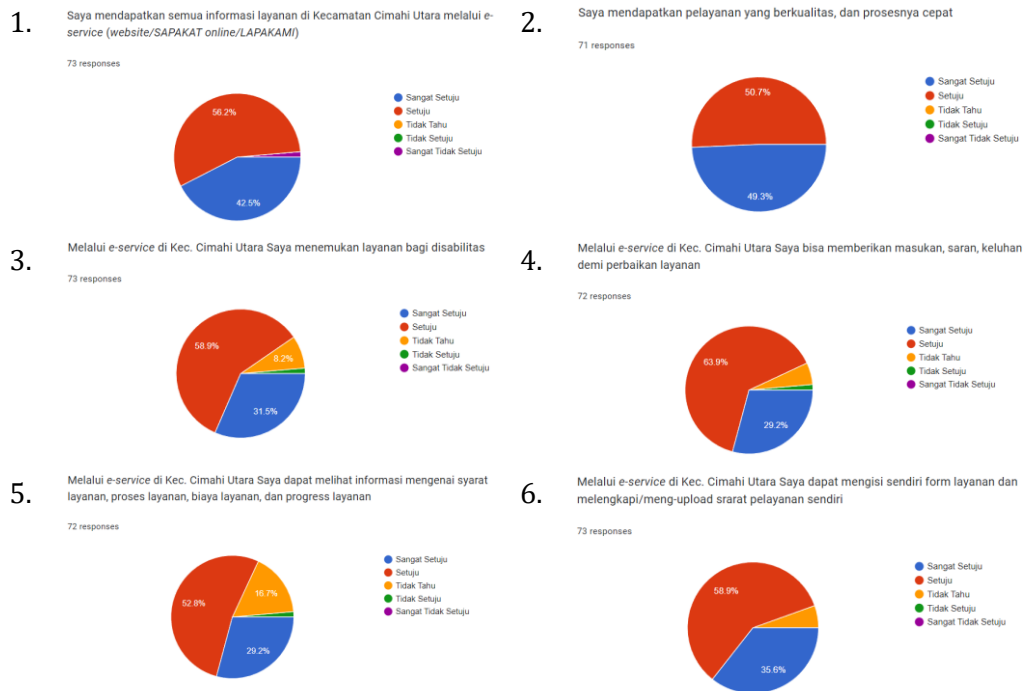 1.
Saya mendapatkan semua informasi layanan di Kecamatan Cimahi Utara melalui e-
service (website/SAPAKAT online/LAPAKAMI)
73 responses
56.2%
42.5%
Sangat Setuju
Setuju
Tidak Tahu
Tidak Setuju
Sangat Tidak Setuju
2.
Saya mendapatkan pelayanan yang berkualitas, dan prosesnya cepat
71 responses
50.7%
49.3%
Sangat Setuju
Setuju
Tidak Tahu
Tidak Setuju
Sangat Tidak Setuju
3.
Melalui e-service di Kec. Cimahi Utara Saya menemukan layanan bagi disabilitas
73 responses
58.9%
8.2%
31.5%
Sangat Setuju
Setuju
Tidak Tahu
Tidak Setuju
Sangat Tidak Setuju
4.
Melalui e-service di Kec. Cimahi Utara Saya bisa memberikan masukan, saran, keluhan
demi perbaikan layanan
72 responses
63.9%
29.2%
Sangat Setuju
Setuju
Tidak Tahu
Tidak Setuju
Sangat Tidak Setuju
5.
Melalui e-service di Kec. Cimahi Utara Saya dapat melihat informasi mengenai syarat
layanan, proses layanan, biaya layanan, dan progress layanan
72 responses
52.8%
16.7%
29.2%
Sangat Setuju
Setuju
Tidak Tahu
Tidak Setuju
Sangat Tidak Setuju
6.
Melalui e-service di Kec. Cimahi Utara Saya dapat mengisi sendiri form layanan dan
melengkapi/meng-upload srarat pelayanan sendiri
73 responses
58.9%
35.6%
Sangat Setuju
Setuju
Tidak Tahu
Tidak Setuju
Sangat Tidak Setuju